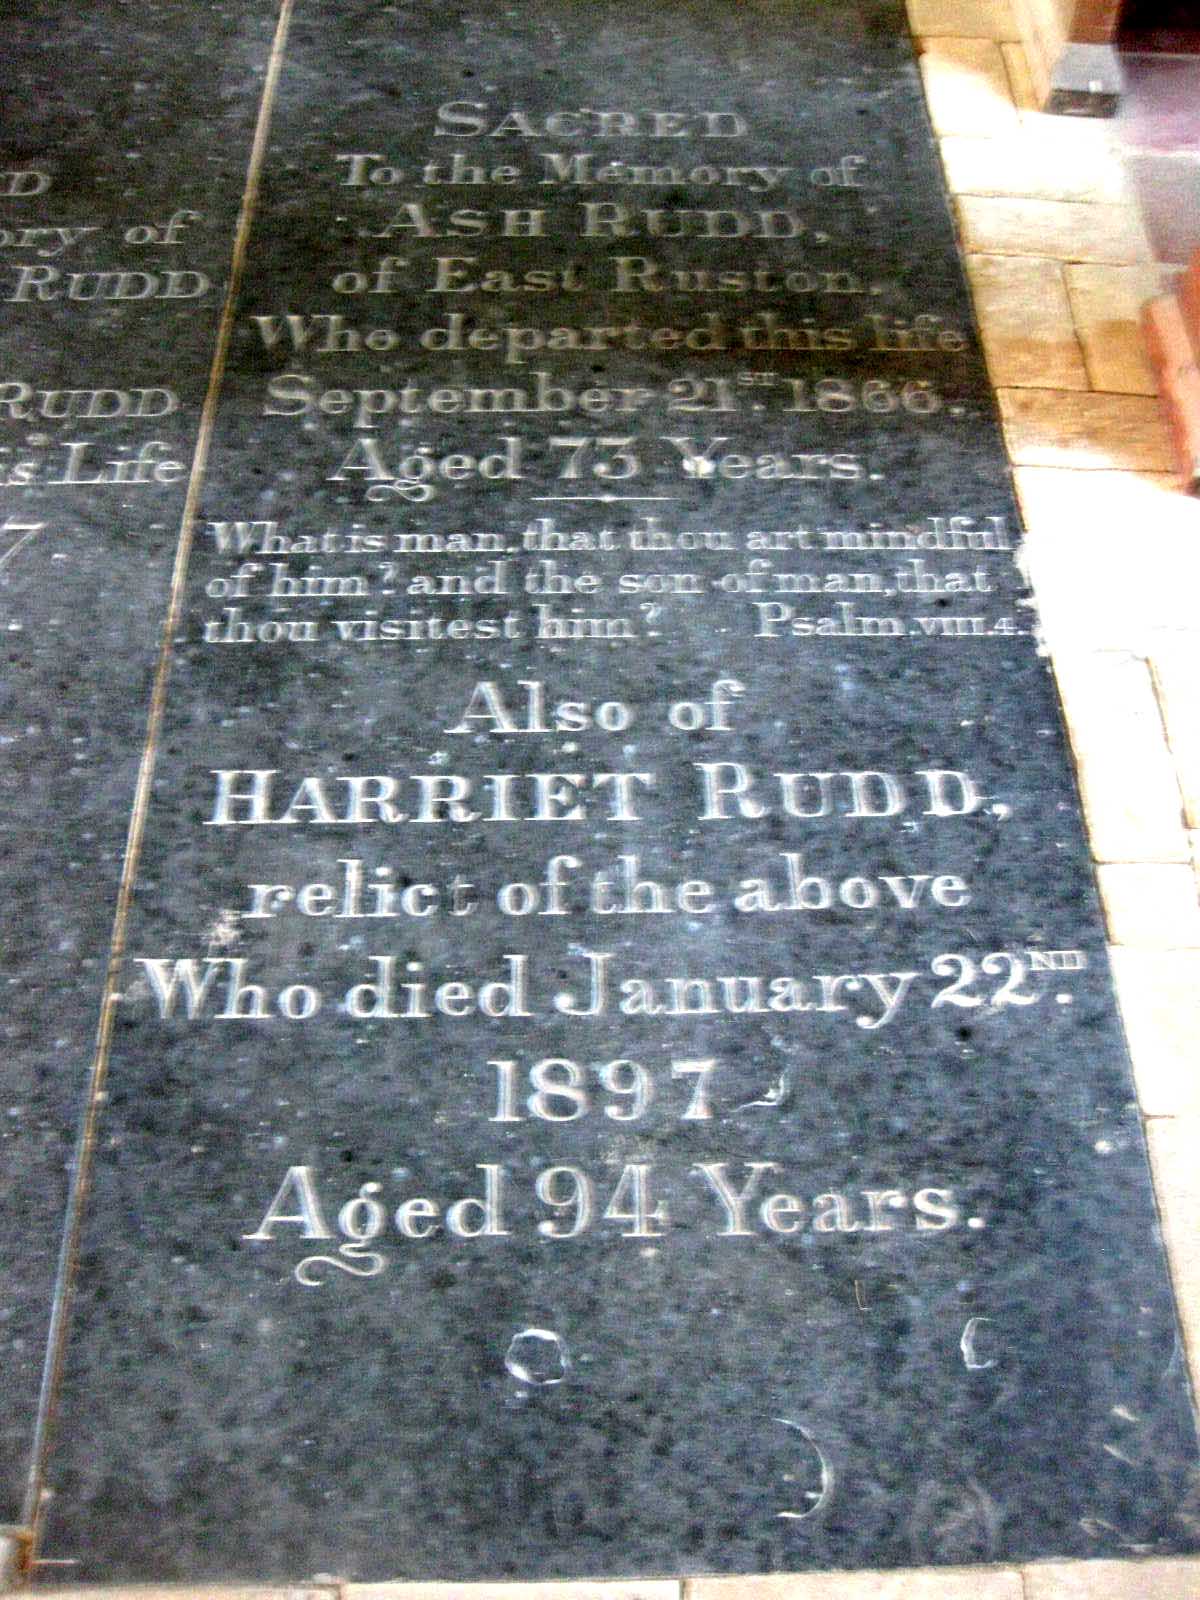 D
ory of
RUDD
RUDD
is Life
7
SACRED
To the Memory of
ASH RUDD,
of East Ruston.
Who departed this life
September 21ST. 1866.
Aged 73 Years.
What is man, that thou art mindful
of him? and the son of man, that
thou visitest him? Psalm. VIII.4.
Also of
HARRIET RUDD,
relict of the above
Who died January 22ND.
1897
Aged 94 Years.